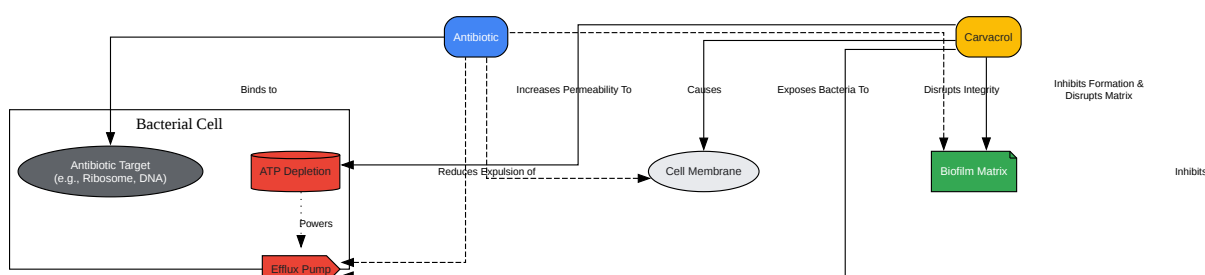 Antibiotic
Carvacrol
Binds to
Increases Permeability To
Causes
Exposes Bacteria To
Disrupts Integrity
Inhibits Formation &
Disrupts Matrix
Bacterial Cell
Antibiotic Target
(e.g., Ribosome, DNA)
ATP Depletion
Reduces Expulsion of
Cell Membrane
Biofilm Matrix
Inhibits
Powers
Efflux Pump